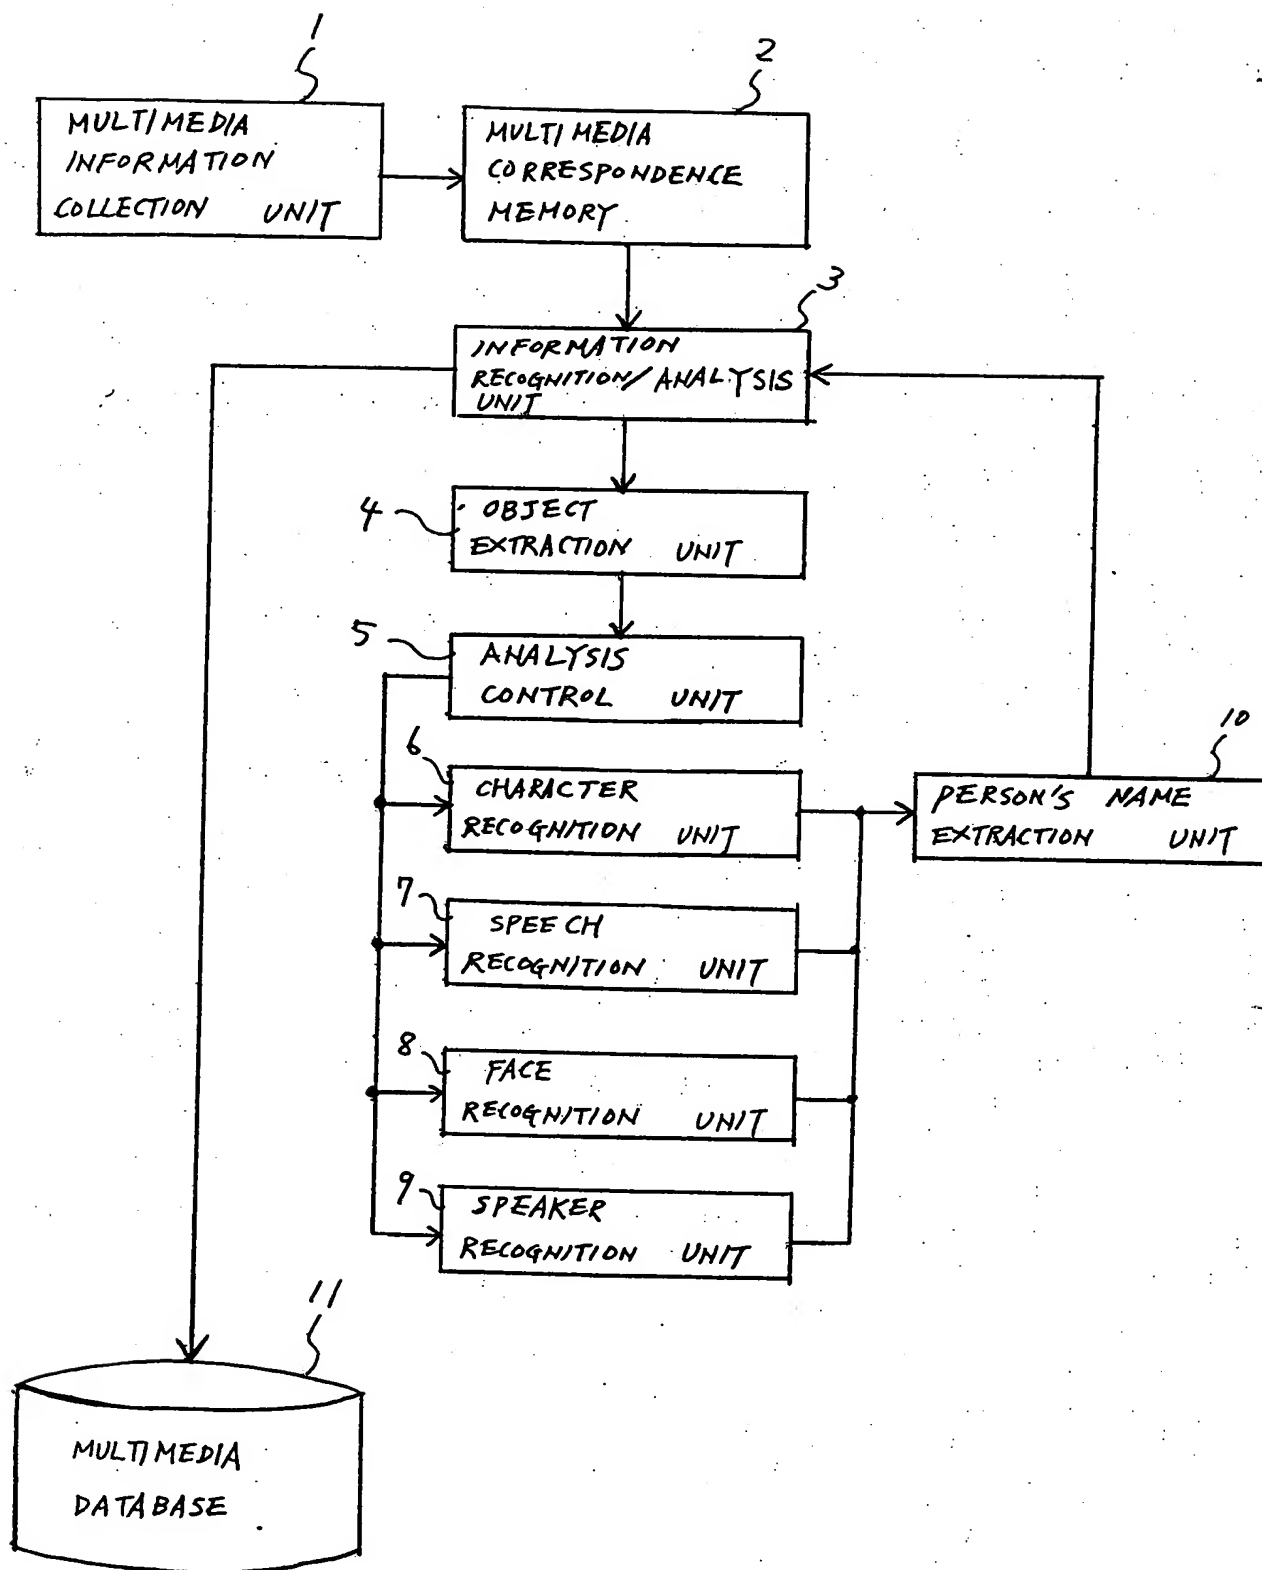 1
2
MULTIMEDIA
INFORMATION
COLLECTION UNIT
MULTIMEDIA
CORRESPONDENCE
MEMORY
3
INFORMATION
RECOGNITION/ANALYSIS
UNIT
4
OBJECT
EXTRACTION UNIT
5
ANALYSIS
CONTROL UNIT
6
CHARACTER
RECOGNITION UNIT
10
PERSON'S NAME
EXTRACTION UNIT
7
SPEECH
RECOGNITION UNIT
8
FACE
RECOGNITION UNIT
9
SPEAKER
RECOGNITION UNIT
11
MULTIMEDIA
DATABASE